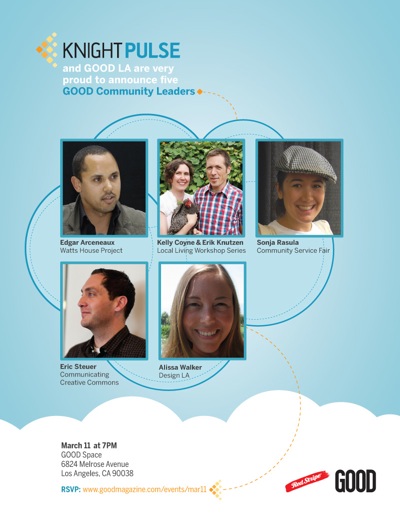 KNIGHTPULSE
and GOOD LA are very
proud to announce five
GOOD Community Leaders
Edgar Arceneaux
Watts House Project
Kelly Coyne & Erik Knutzen
Local Living Workshop Series
Sonja Rasula
Community Service Fair
Eric Steuer
Communicating
Creative Commons
Alissa Walker
Design LA
March 11 at 7PM
GOOD Space
6824 Melrose Avenue
Los Angeles, CA 90038
RSVP: www.goodmagazine.com/events/mar11
Red Stripe
GOOD